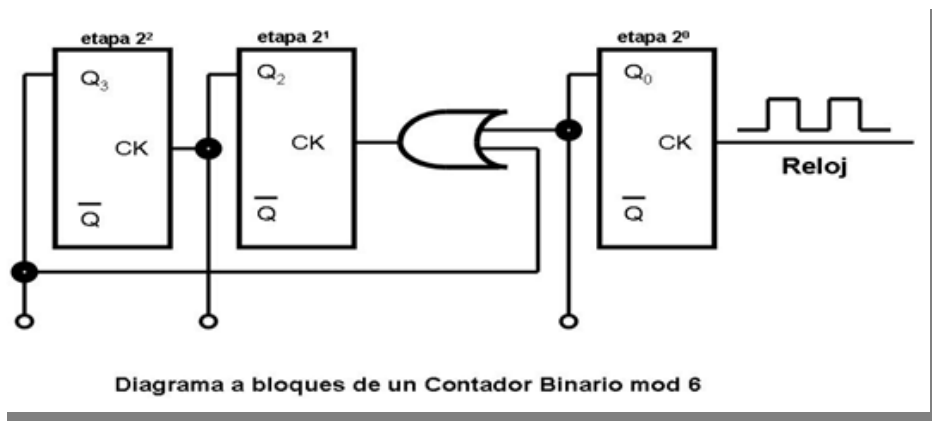 etapa 2² etapa 2¹ etapa 2⁰
Q₃ Q₂ Q₀
CK CK CK
Reloj
Q̅ Q̅ Q̅
Diagrama a bloques de un Contador Binario mod 6